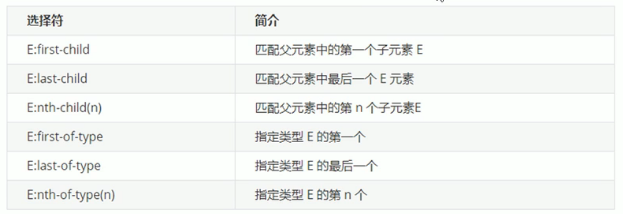 选择符 简介
E:first-child 匹配父元素中的第一个子元素 E
E:last-child 匹配父元素中最后一个 E 元素
E:nth-child(n) 匹配父元素中的第 n 个子元素E
E:first-of-type 指定类型 E 的第一个
E:last-of-type 指定类型 E 的最后一个
E:nth-of-type(n) 指定类型 E 的第 n 个